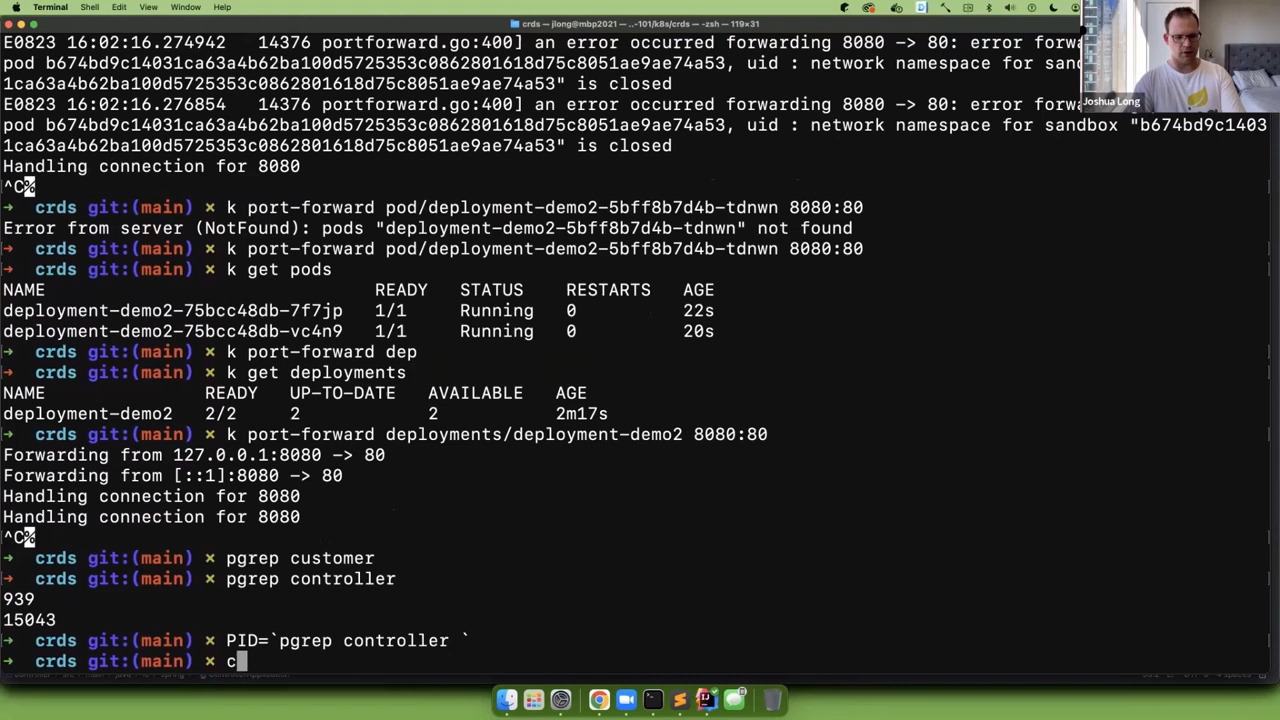 Terminal Shell Edit View Window Help
crds — jlong@mbp2021 — ..-101/k8s/crds — -zsh — 119×31
E0823 16:02:16.274942   14376 portforward.go:400] an error occurred forwarding 8080 -> 80: error forwa
pod b674bd9c14031ca63a4b62ba100d5725353c0862801618d75c8051ae9ae74a53, uid : network namespace for sand
1ca63a4b62ba100d5725353c0862801618d75c8051ae9ae74a53" is closed
E0823 16:02:16.276854   14376 portforward.go:400] an error occurred forwarding 8080 -> 80: error forwa
pod b674bd9c14031ca63a4b62ba100d5725353c0862801618d75c8051ae9ae74a53, uid : network namespace for sandbox "b674bd9c1403
1ca63a4b62ba100d5725353c0862801618d75c8051ae9ae74a53" is closed
Joshua Long
Handling connection for 8080
^C%
➜  crds git:(main) × k port-forward pod/deployment-demo2-5bff8b7d4b-tdnwn 8080:80
Error from server (NotFound): pods "deployment-demo2-5bff8b7d4b-tdnwn" not found
➜  crds git:(main) × k port-forward pod/deployment-demo2-5bff8b7d4b-tdnwn 8080:80
➜  crds git:(main) × k get pods
NAME                               READY   STATUS    RESTARTS   AGE
deployment-demo2-75bcc48db-7f7jp   1/1     Running   0          22s
deployment-demo2-75bcc48db-vc4n9   1/1     Running   0          20s
➜  crds git:(main) × k port-forward dep
➜  crds git:(main) × k get deployments
NAME               READY   UP-TO-DATE   AVAILABLE   AGE
deployment-demo2   2/2     2            2           2m17s
➜  crds git:(main) × k port-forward deployments/deployment-demo2 8080:80
Forwarding from 127.0.0.1:8080 -> 80
Forwarding from [::1]:8080 -> 80
Handling connection for 8080
Handling connection for 8080
^C%
➜  crds git:(main) × pgrep customer
➜  crds git:(main) × pgrep controller
939
15043
➜  crds git:(main) × PID=`pgrep controller `
➜  crds git:(main) × c